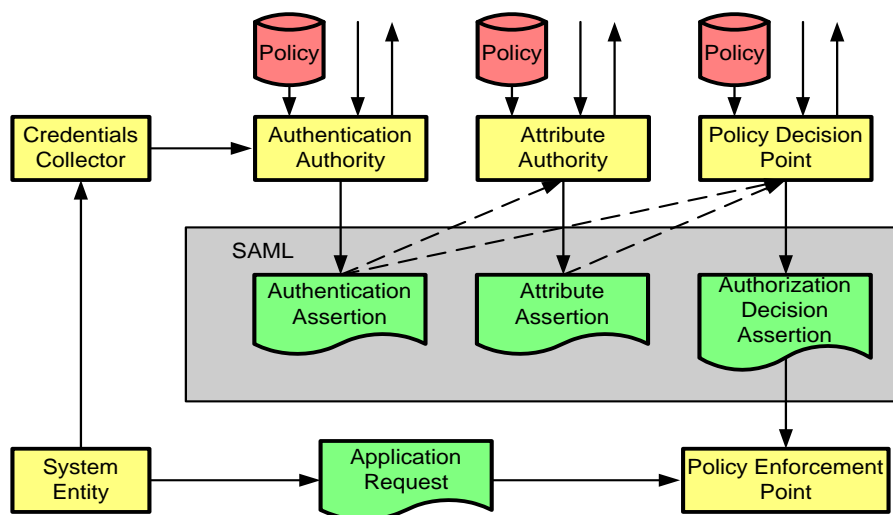 Policy
Policy
Policy
Credentials
Collector
Authentication
Authority
Attribute
Authority
Policy Decision
Point
SAML
Authentication
Assertion
Attribute
Assertion
Authorization
Decision
Assertion
System
Entity
Application
Request
Policy Enforcement
Point